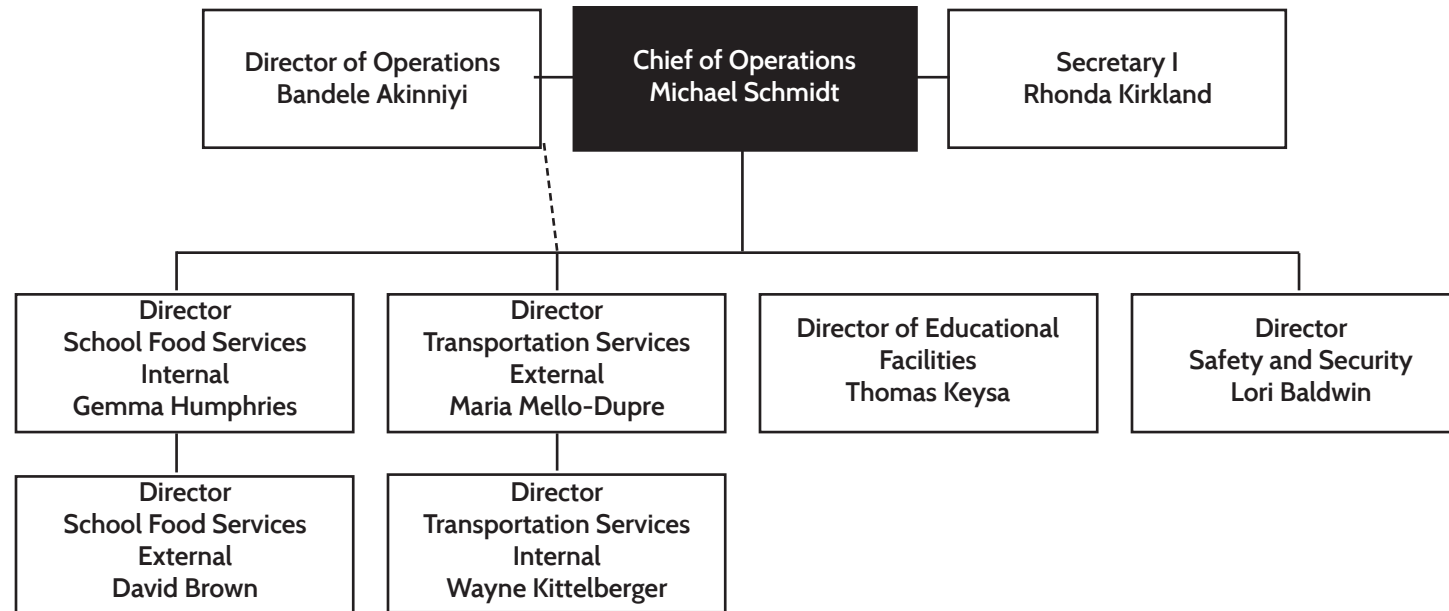 Director of Operations
Bandele Akinniyi
Chief of Operations
Michael Schmidt
Secretary I
Rhonda Kirkland
Director
School Food Services
Internal
Gemma Humphries
Director
Transportation Services
External
Maria Mello-Dupre
Director of Educational
Facilities
Thomas Keysa
Director
Safety and Security
Lori Baldwin
Director
School Food Services
External
David Brown
Director
Transportation Services
Internal
Wayne Kittelberger